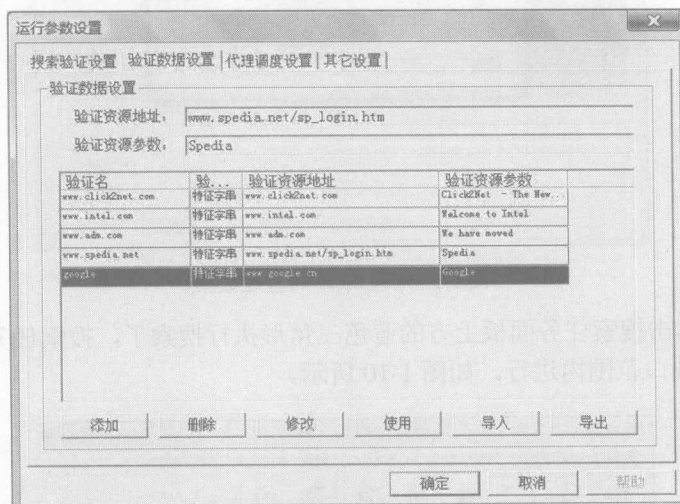 运行参数设置
搜索验证设置 验证数据设置 代理调度设置 其它设置
验证数据设置
验证资源地址: www.spedia.net/sp_login.htm
验证资源参数: Spedia
验证名 验... 验证资源地址 验证资源参数
www.click2net.com 特征字串 www.click2net.com Click2Net - The New...
www.intel.com 特征字串 www.intel.com Welcome to Intel
www.adm.com 特征字串 www.adm.com We have moved
www.spedia.net 特征字串 www.spedia.net/sp_login.htm Spedia
google 特征字串 www.google.cn Google
添加 删除 修改 使用 导入 导出
确定 取消 帮助